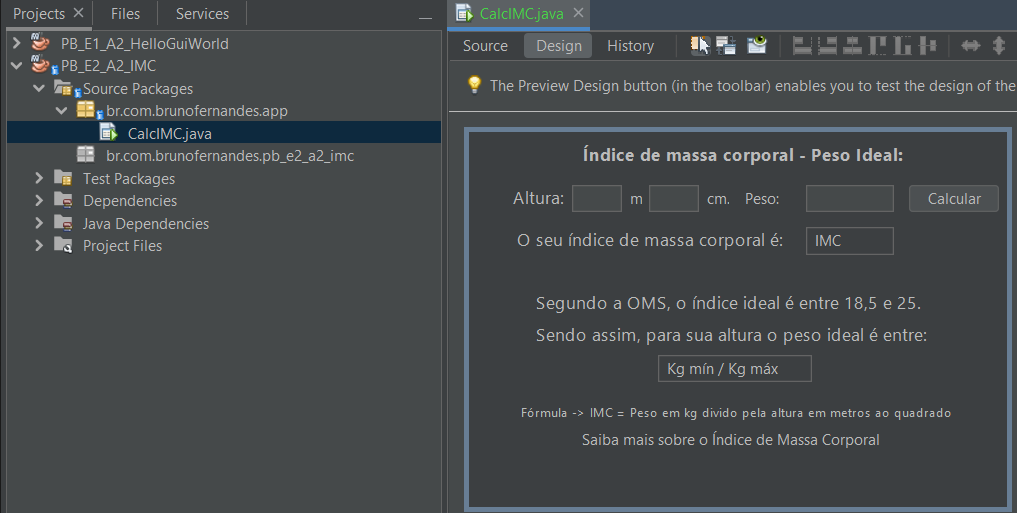 Projects Files Services
PB_E1_A2_HelloGuiWorld
PB_E2_A2_IMC
Source Packages
br.com.brunofernandes.app
CalcIMC.java
br.com.brunofernandes.pb_e2_a2_imc
Test Packages
Dependencies
Java Dependencies
Project Files
CalcIMC.java
Source Design History
The Preview Design button (in the toolbar) enables you to test the design of the
Índice de massa corporal - Peso Ideal:
Altura: m cm. Peso: Calcular
O seu índice de massa corporal é: IMC
Segundo a OMS, o índice ideal é entre 18,5 e 25.
Sendo assim, para sua altura o peso ideal é entre:
Kg mín / Kg máx
Fórmula -> IMC = Peso em kg divido pela altura em metros ao quadrado
Saiba mais sobre o Índice de Massa Corporal